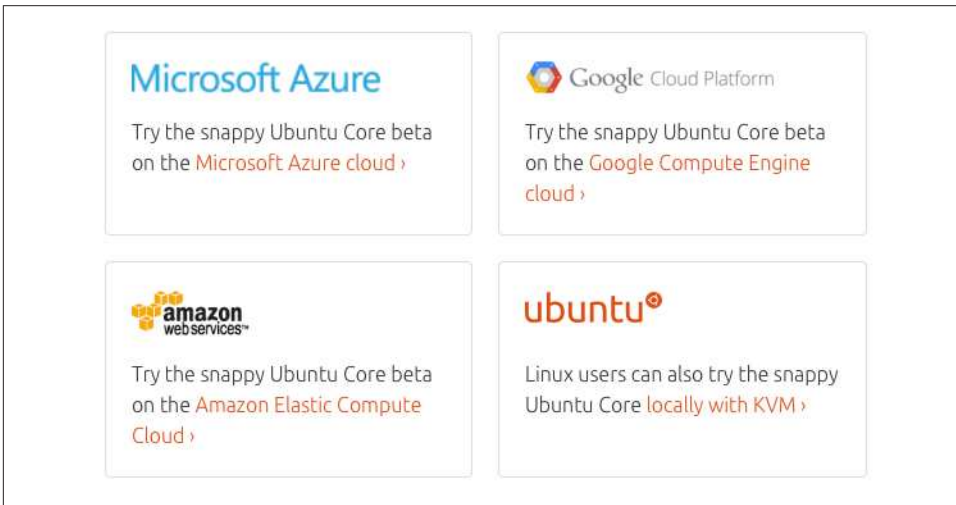 Microsoft Azure
Try the snappy Ubuntu Core beta
on the Microsoft Azure cloud ›
Google Cloud Platform
Try the snappy Ubuntu Core beta
on the Google Compute Engine
cloud ›
amazon
webservices™
Try the snappy Ubuntu Core beta
on the Amazon Elastic Compute
Cloud ›
ubuntu
Linux users can also try the snappy
Ubuntu Core locally with KVM ›